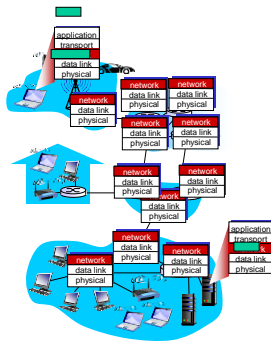 application
transport
data link
physical
network
data link
physical
network
data link
physical
network
data link
physical
network
data link
physical
network
data link
physical
network
data link
physical
network
data link
physical
network
data link
physical
network
data link
physical
network
data link
physical
network
data link
physical
application
transport
k
data link
physical